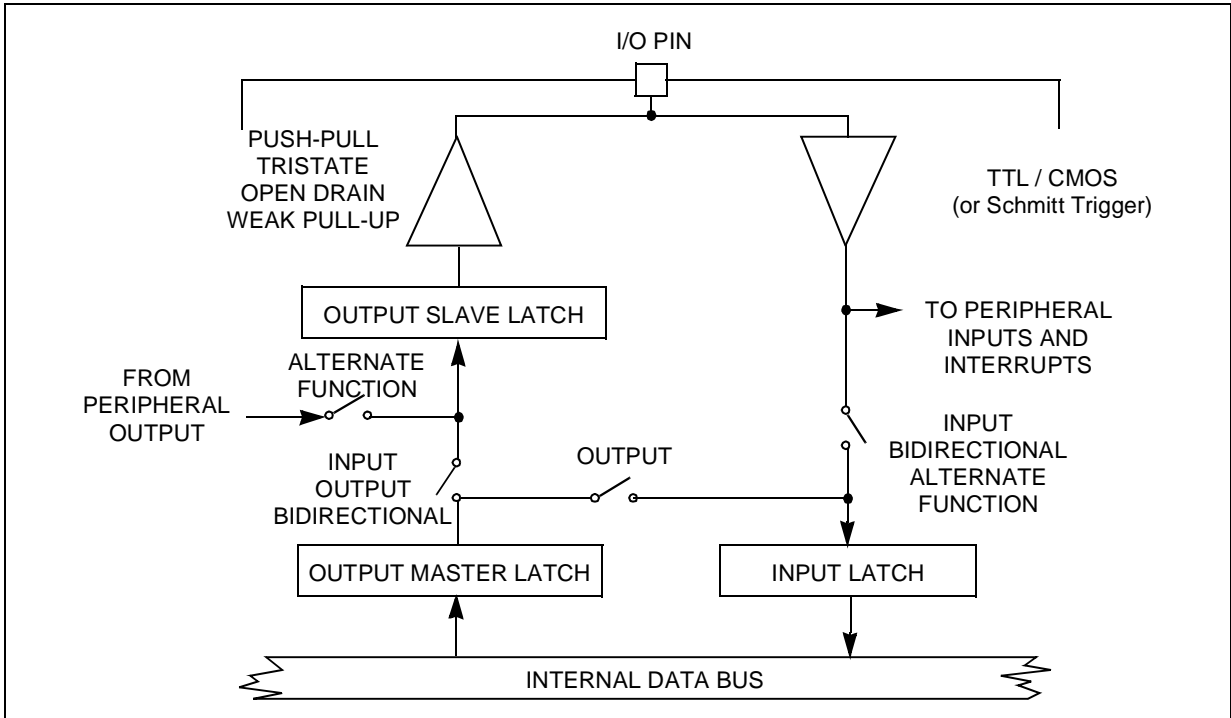 I/O PIN
PUSH-PULL
TRISTATE
OPEN DRAIN
WEAK PULL-UP
TTL / CMOS
(or Schmitt Trigger)
OUTPUT SLAVE LATCH
TO PERIPHERAL
INPUTS AND
INTERRUPTS
ALTERNATE
FUNCTION
FROM
PERIPHERAL
OUTPUT
INPUT
OUTPUT
BIDIRECTIONAL
OUTPUT
INPUT
BIDIRECTIONAL
ALTERNATE
FUNCTION
OUTPUT MASTER LATCH
INPUT LATCH
INTERNAL DATA BUS